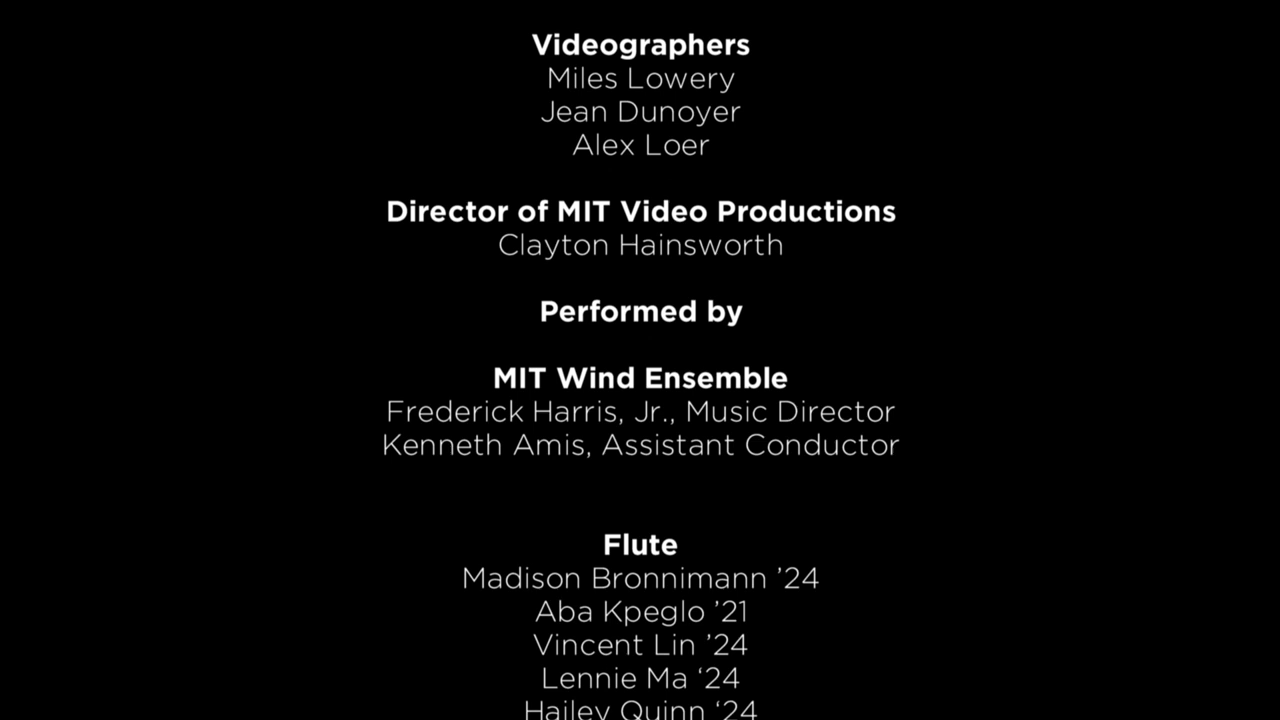 Videographers
Miles Lowery
Jean Dunoyer
Alex Loer
Director of MIT Video Productions
Clayton Hainsworth
Performed by
MIT Wind Ensemble
Frederick Harris, Jr., Music Director
Kenneth Amis, Assistant Conductor
Flute
Madison Bronnimann ’24
Aba Kpeglo ’21
Vincent Lin ’24
Lennie Ma ‘24
Hailey Quinn ‘24